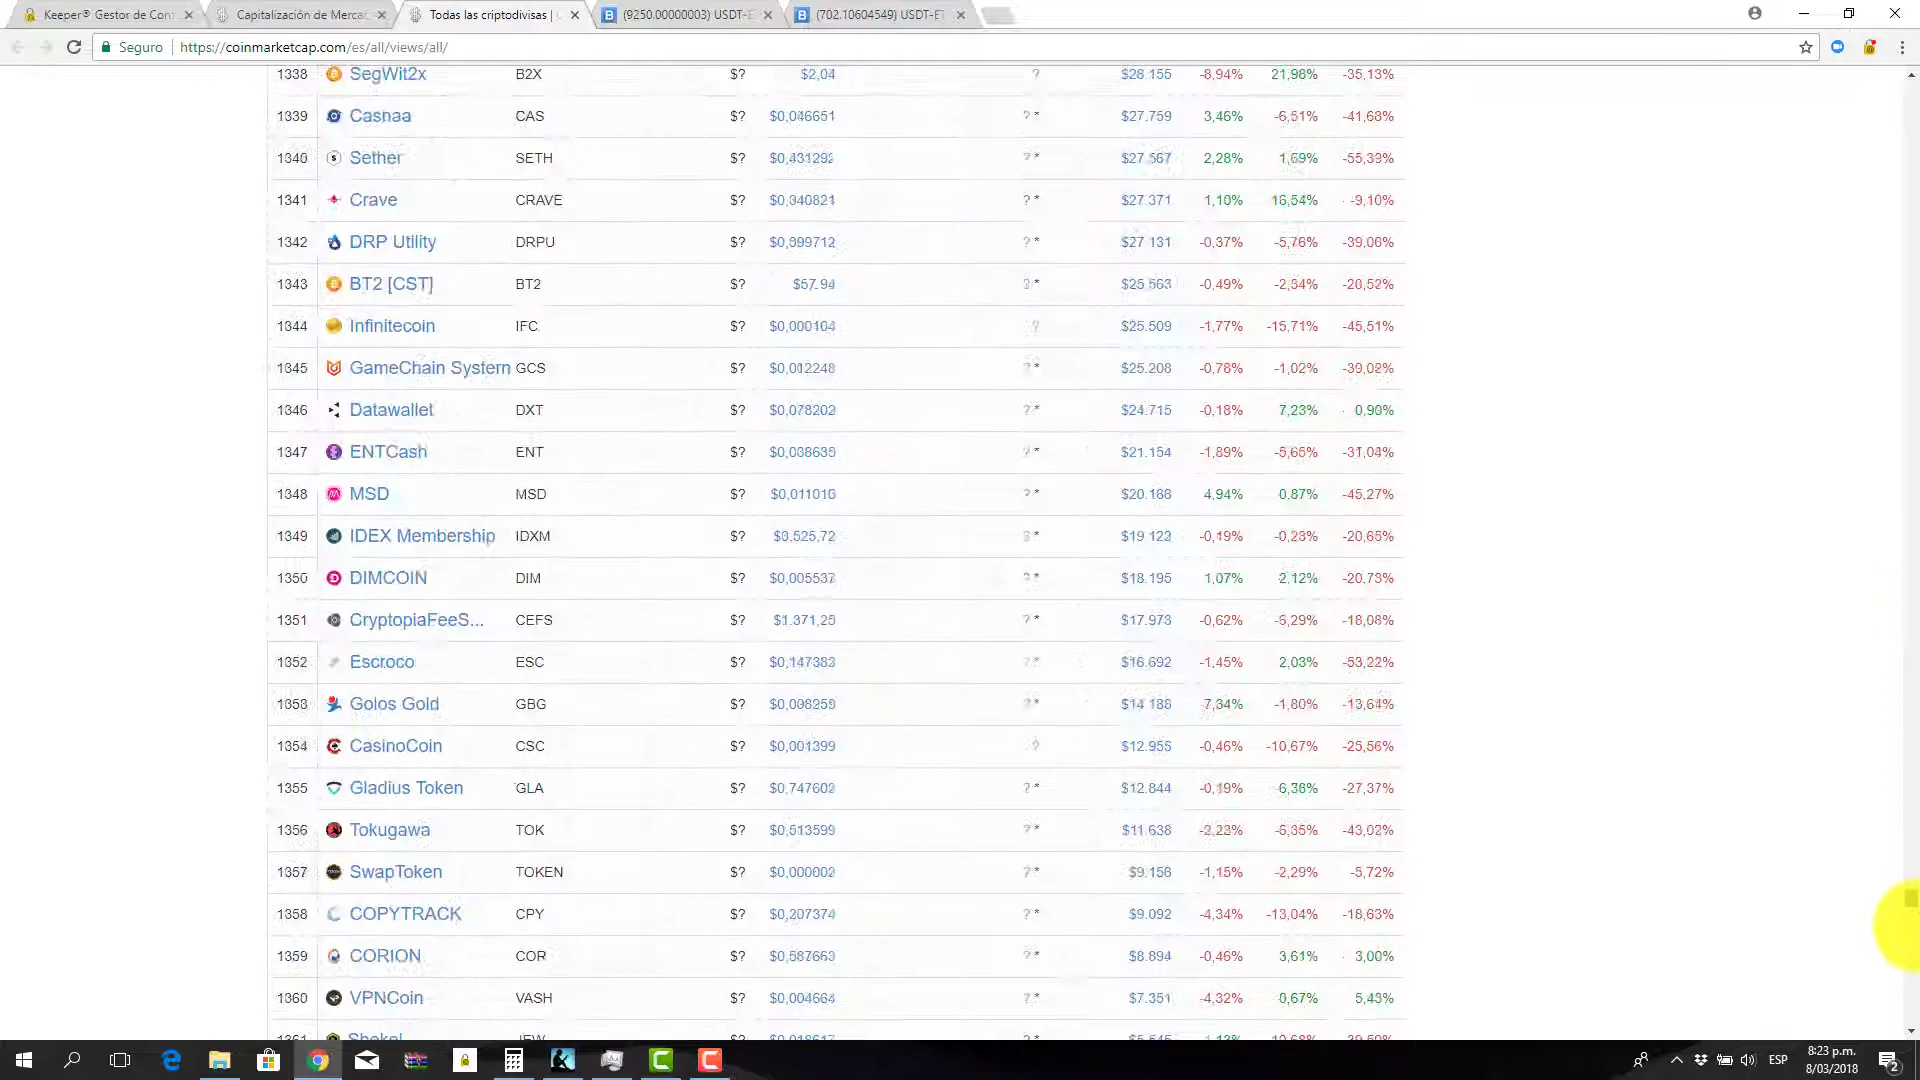 Keeper® Gestor de Cont
Capitalización de Merca
Todas las criptodivisas |
(9250.00000003) USDT-E
(702.10604549) USDT-E
Seguro https://coinmarketcap.com/es/all/views/all/
1338 SegWit2x B2X $? $2,04 ? $28.155 -8,94% 21,98% -35,13%
1339 Cashaa CAS $? $0,046651 ? * $27.759 3,46% -6,51% -41,68%
1340 Sether SETH $? $0,431292 ? * $27.567 2,28% 1,69% -55,39%
1341 Crave CRAVE $? $0,340821 ? * $27.371 1,10% 16,54% -9,10%
1342 DRP Utility DRPU $? $0,399712 ? * $27.131 -0,37% -5,76% -39,06%
1343 BT2 [CST] BT2 $? $57,94 ? * $25.563 -0,49% -2,54% -20,52%
1344 Infinitecoin IFC $? $0,000104 ? $25.509 -1,77% -15,71% -45,51%
1345 GameChain System GCS $? $0,012248 ? * $25.208 -0,78% -1,02% -39,02%
1346 Datawallet DXT $? $0,078202 ? * $24.715 -0,18% 7,23% 0,90%
1347 ENTCash ENT $? $0,038635 ? * $21.154 -1,89% -5,65% -31,04%
1348 MSD MSD $? $0,011010 ? * $20.168 4,94% 0,87% -45,27%
1349 IDEX Membership IDXM $? $3.525,72 ? * $19.122 -0,19% -0,23% -20,65%
1350 DIMCOIN DIM $? $0,005537 ? * $18.195 1,07% 2,12% -20,73%
1351 CryptopiaFeeS... CEFS $? $1.371,25 ? * $17.973 -0,62% -5,29% -18,08%
1352 Escroco ESC $? $0,147383 ? * $16.692 -1,45% 2,03% -53,22%
1353 Golos Gold GBG $? $0,008259 ? * $14.188 7,34% -1,80% -13,64%
1354 CasinoCoin CSC $? $0,001399 ? $12.955 -0,46% -10,67% -25,56%
1355 Gladius Token GLA $? $0,747602 ? * $12.844 -0,19% -6,36% -27,37%
1356 Tokugawa TOK $? $0,513599 ? * $11.638 -2,23% -6,35% -43,02%
1357 SwapToken TOKEN $? $0,000002 ? * $9.156 -1,15% -2,29% -5,72%
1358 COPYTRACK CPY $? $0,207374 ? * $9.092 -4,34% -13,04% -18,63%
1359 CORION COR $? $0,587663 ? * $8.894 -0,46% 3,61% 3,00%
1360 VPNCoin VASH $? $0,004664 ? * $7.351 -4,32% 0,67% 5,43%
1361 Shekel JEW
ESP
8:23 p.m.
8/03/2018
2